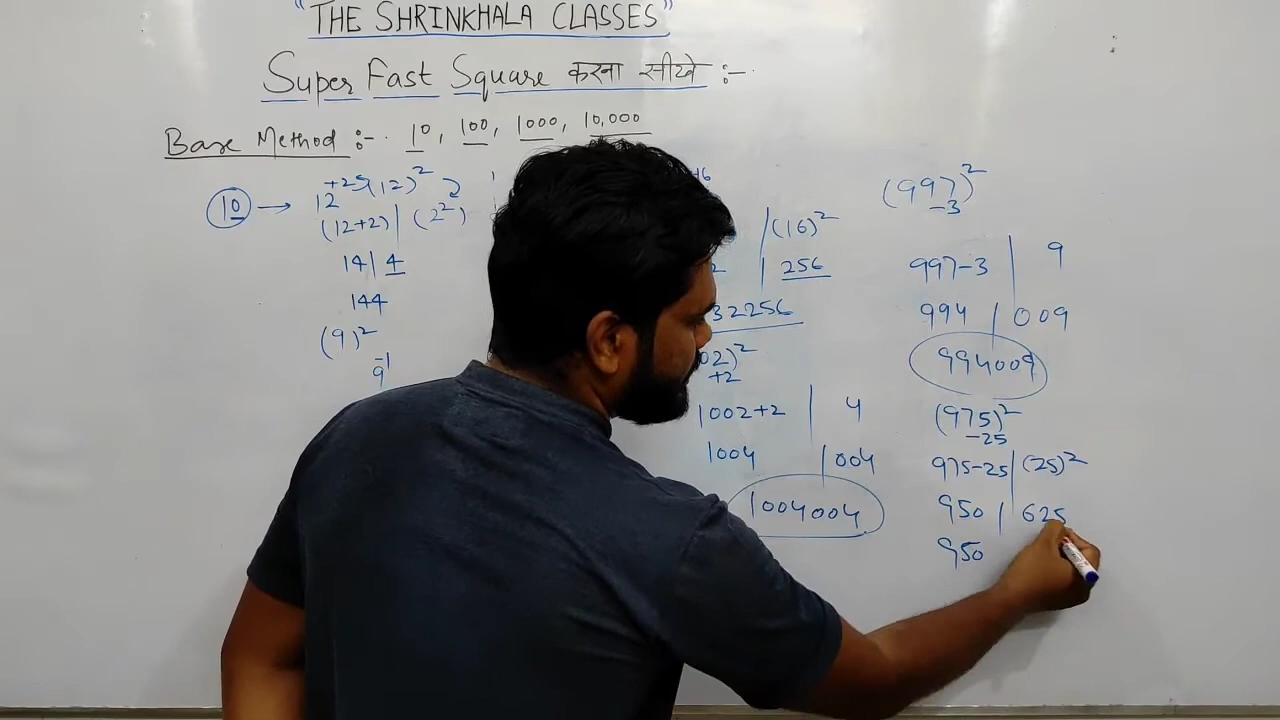 "THE SHRINKHALA CLASSES"
Super Fast Square करना सीखे :-
Base Method :- 10, 100, 1000, 10,000
10 → 12+2 (12)²
(12+2) | (2²)
14 | 4
144
(9)²
9-1
+6
| (16)²
2 | 256
32256
02)²
+2
1002+2 | 4
1004 | 004
1004004
(997)²
-3
997-3 | 9
994 | 009
994009
(975)²
-25
975-25 | (25)²
950 | 625
950